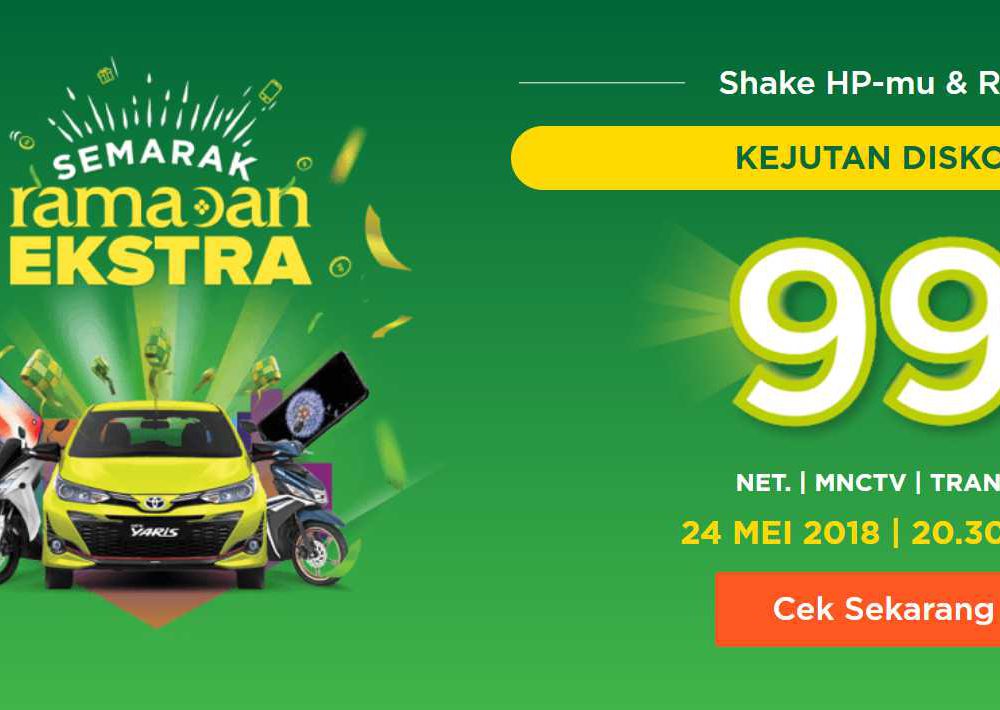 SEMARAK
ramadan
EKSTRA
YARIS
Shake HP-mu & R
KEJUTAN DISKO
99
NET. | MNCTV | TRAN
24 MEI 2018 | 20.30
Cek Sekarang